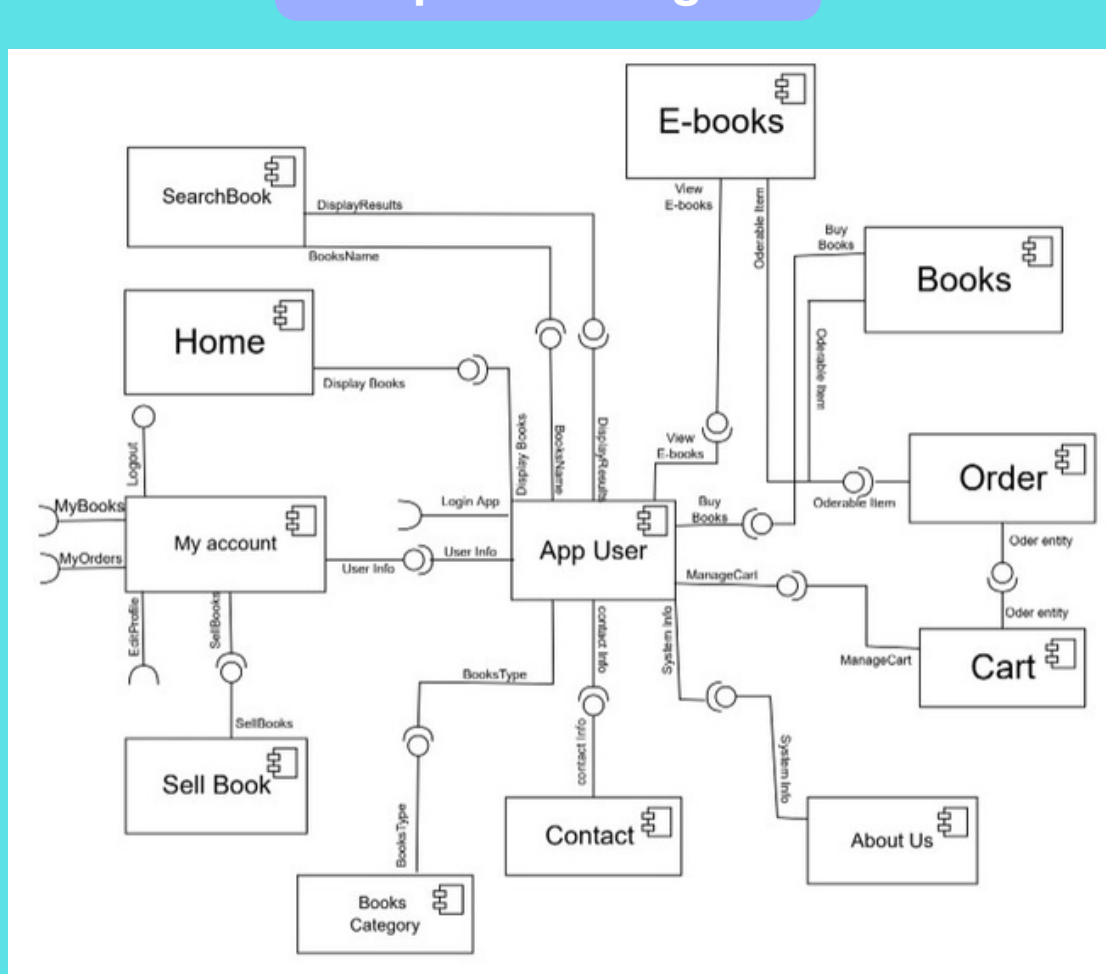 E-books
View
E-books
Oderable Item
SearchBook
DisplayResults
BooksName
Buy
Books
Books
Home
Display Books
Oderable Item
Logout
Display Books
BooksName
DisplayResults
View
E-books
Order
Oderable Item
MyBooks
My account
MyOrders
Login App
User Info
User Info
App User
Buy
Books
ManageCart
Oder entity
Oder entity
EditProfile
SellBooks
contact Info
System Info
ManageCart
Cart
BooksType
SellBooks
Sell Book
contact Info
System Info
BooksType
Contact
About Us
Books
Category